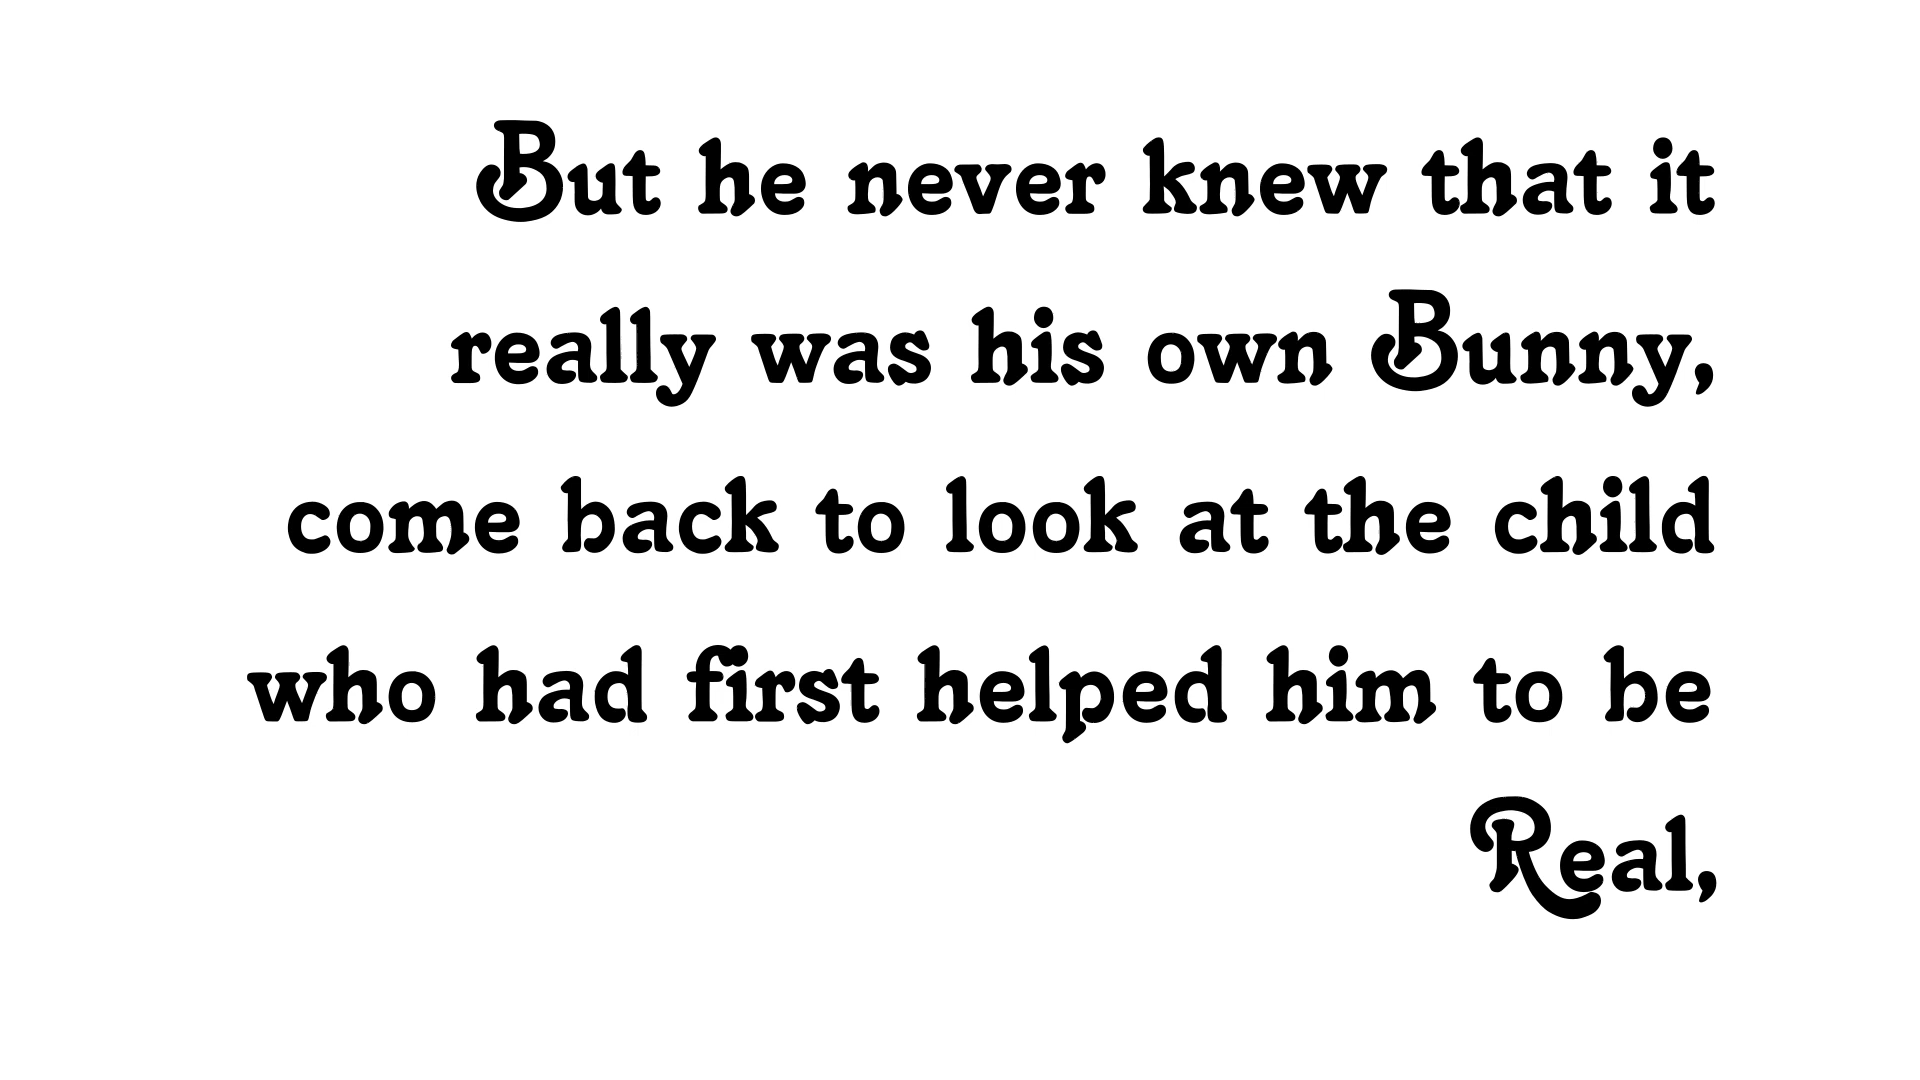 But he never knew that it
really was his own Bunny,
come back to look at the child
who had first helped him to be
Real,